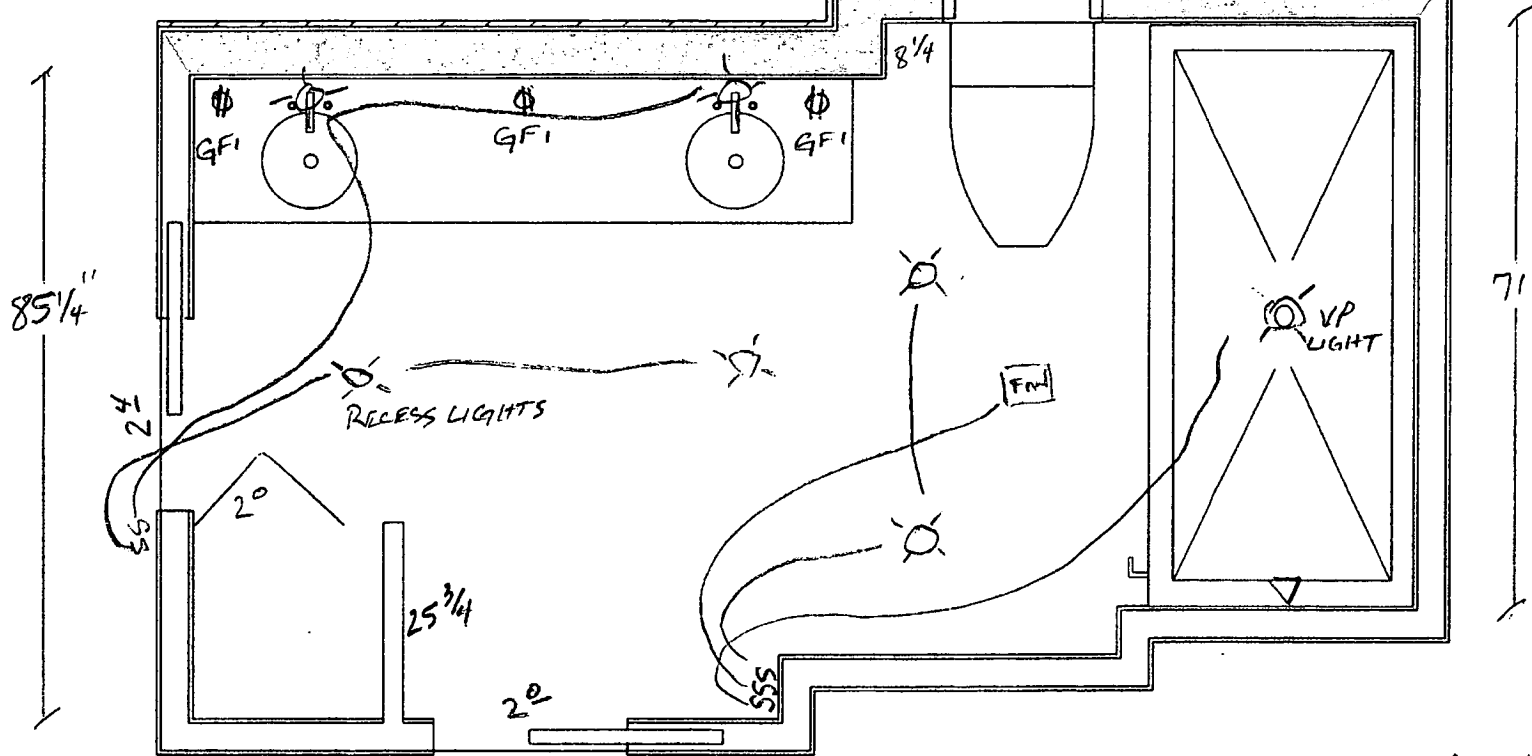 8 1/4
GFI
GFI
GFI
85 1/4"
71
VP
LIGHT
FAN
RECESS LIGHTS
2 4
2 0
SS
25 3/4
SSS
2 0